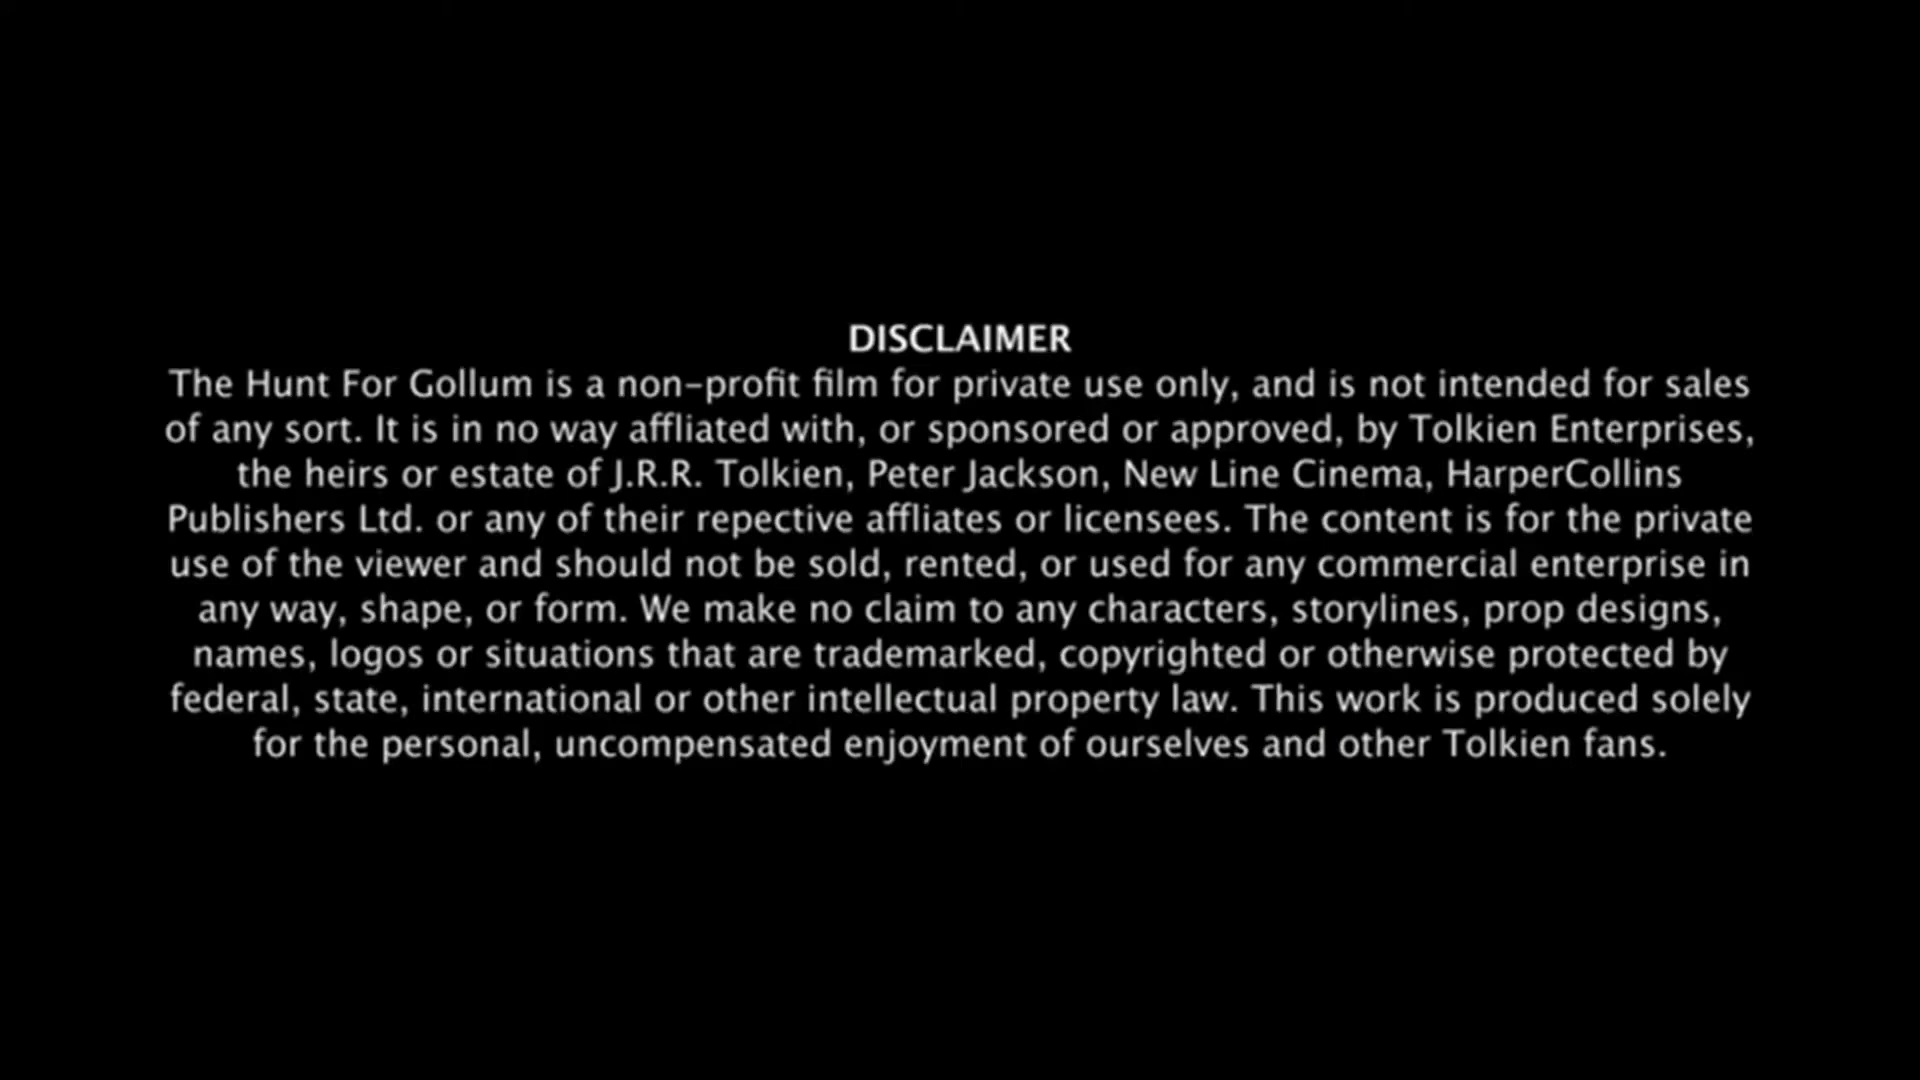 DISCLAIMER
The Hunt For Gollum is a non-profit film for private use only, and is not intended for sales
of any sort. It is in no way affliated with, or sponsored or approved, by Tolkien Enterprises,
the heirs or estate of J.R.R. Tolkien, Peter Jackson, New Line Cinema, HarperCollins
Publishers Ltd. or any of their repective affliates or licensees. The content is for the private
use of the viewer and should not be sold, rented, or used for any commercial enterprise in
any way, shape, or form. We make no claim to any characters, storylines, prop designs,
names, logos or situations that are trademarked, copyrighted or otherwise protected by
federal, state, international or other intellectual property law. This work is produced solely
for the personal, uncompensated enjoyment of ourselves and other Tolkien fans.